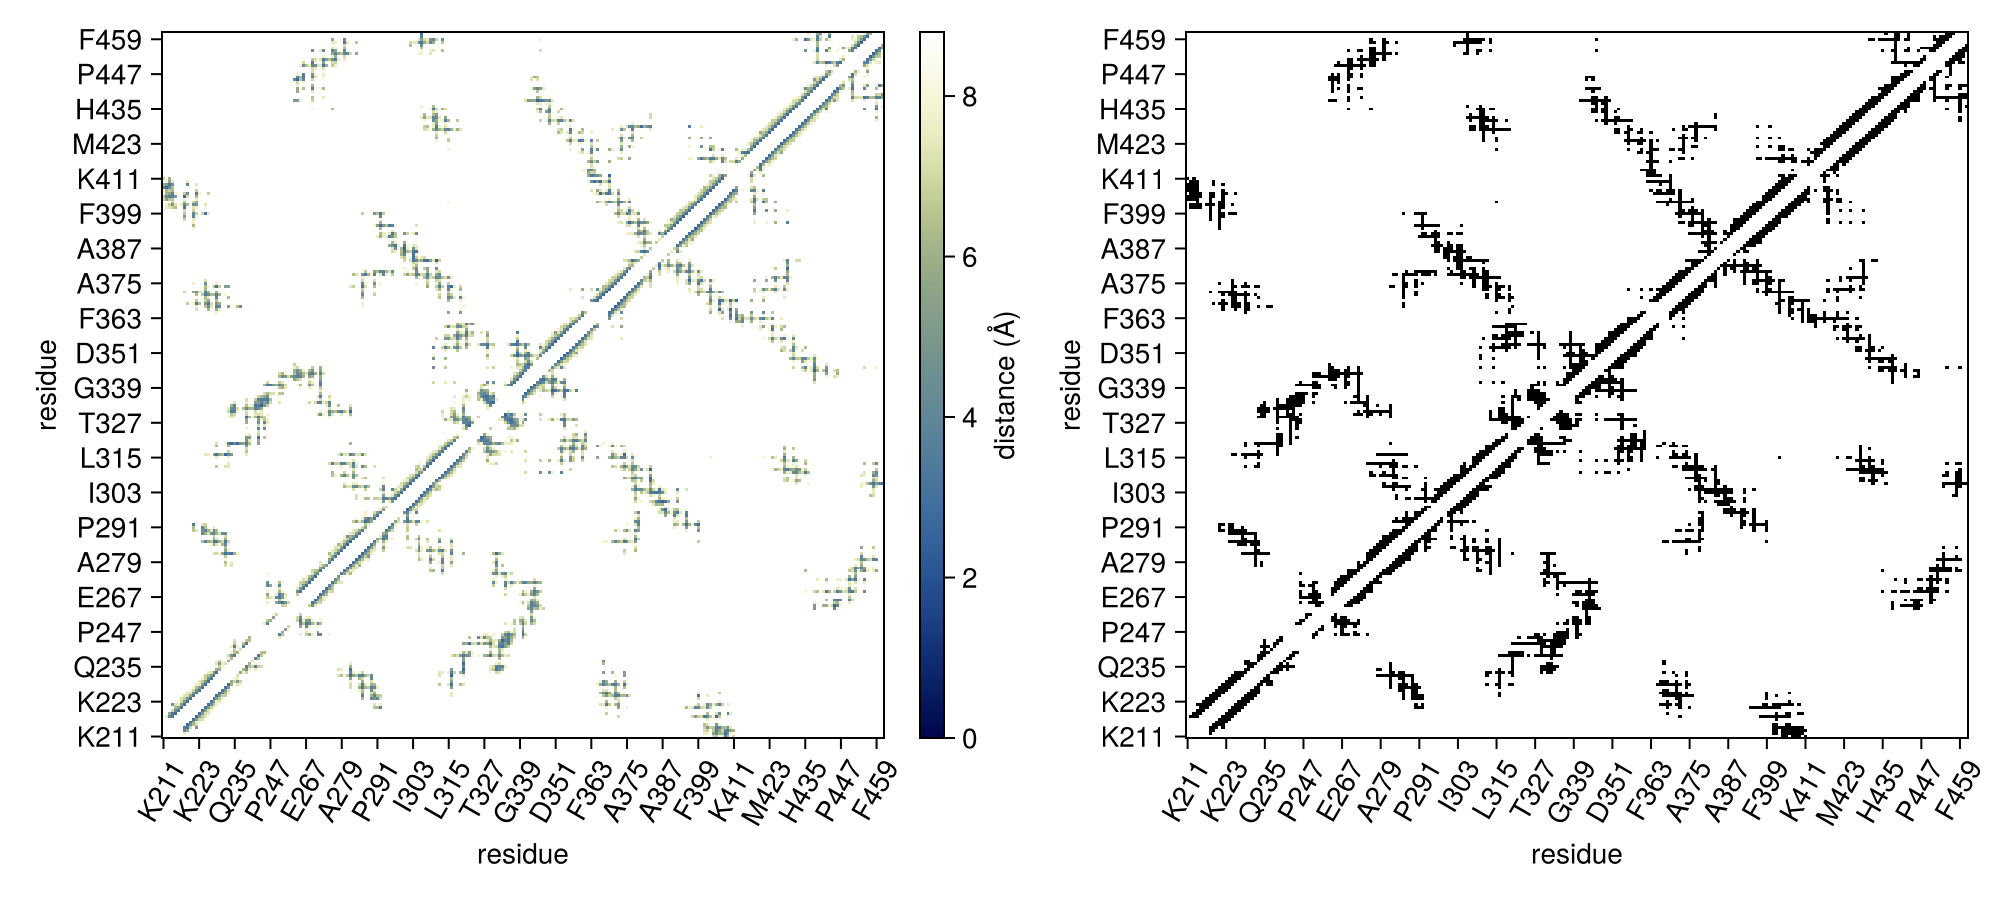 F459
P447
H435
M423
K411
F399
A387
A375
F363
D351
G339
T327
L315
I303
P291
A279
E267
P247
Q235
K223
K211
residue
K211
K223
Q235
P247
E267
A279
P291
I303
L315
T327
G339
D351
F363
A375
A387
F399
K411
M423
H435
P447
F459
residue
8
6
4
2
0
distance (Å)
F459
P447
H435
M423
K411
F399
A387
A375
F363
D351
G339
T327
L315
I303
P291
A279
E267
P247
Q235
K223
K211
residue
K211
K223
Q235
P247
E267
A279
P291
I303
L315
T327
G339
D351
F363
A375
A387
F399
K411
M423
H435
P447
F459
residue